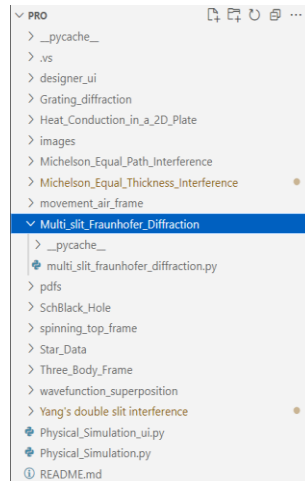 PRO
__pycache__
.vs
designer_ui
Grating_diffraction
Heat_Conduction_in_a_2D_Plate
images
Michelson_Equal_Path_Interference
Michelson_Equal_Thickness_Interference
movement_air_frame
Multi_slit_Fraunhofer_Diffraction
__pycache__
multi_slit_fraunhofer_diffraction.py
pdfs
SchBlack_Hole
spinning_top_frame
Star_Data
Three_Body_Frame
wavefunction_superposition
Yang's double slit interference
Physical_Simulation_ui.py
Physical_Simulation.py
README.md